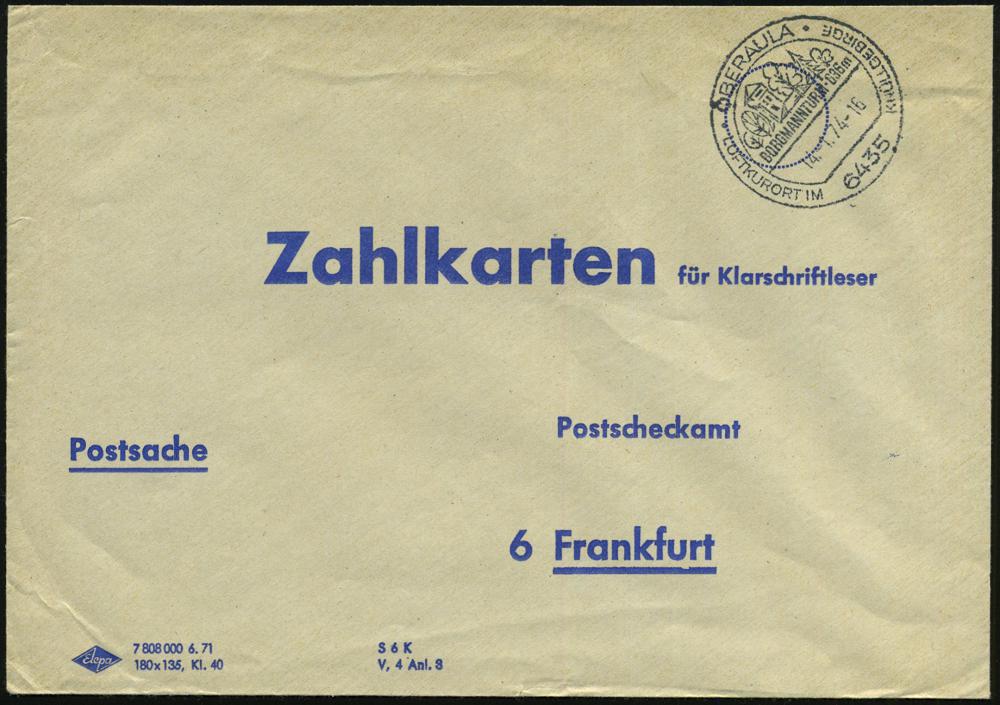 OBERAULA • LUFTKURORT IM KNÜLLGEBIRGE
BORGMANNTURM • 636m
14.-1.74-16
6435
Zahlkarten für Klarschriftleser
Postsache
Postscheckamt
6 Frankfurt
Elepa
7 808 000 6. 71
180x135, Kl. 40
S 6 K
V, 4 Anl. 8